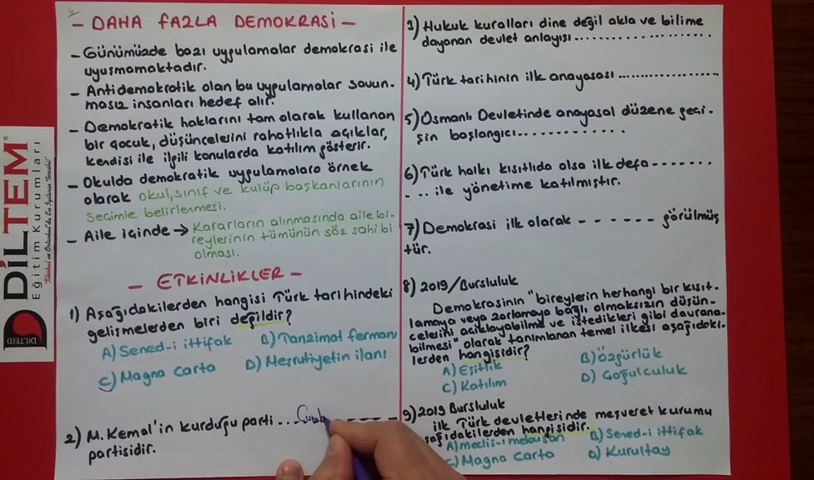 - DAHA FAZLA DEMOKRASİ -
- Günümüzde bazı uygulamalar demokrasi ile
uyuşmamaktadır.
- Antidemokratik olan bu uygulamalar savun-
masız insanları hedef alır.
- Demokratik haklarını tam olarak kullanan
bir çocuk, düşüncelerini rahatlıkla açıklar,
kendisi ile ilgili konularda katılım gösterir.
- Okulda demokratik uygulamalara örnek
olarak okul, sınıf ve kulüp başkanlarının
seçimle belirlenmesi.
- Aile içinde → Kararların alınmasında aile bi-
reylerinin tümünün söz sahibi
olması.
- ETKİNLİKLER -
1) Aşağıdakilerden hangisi Türk tarihindeki
gelişmelerden biri değildir?
A) Sened-i ittifak B) Tanzimat fermanı
C) Magna carta D) Meşrutiyetin ilanı
2) M. Kemal'in kurduğu parti ...
partisidir.
3) Hukuk kuralları dine değil akla ve bilime
dayanan devlet anlayışı..................
4) Türk tarihinin ilk anayasası ..................
5) Osmanlı Devletinde anayasal düzene geçi-
şin başlangıcı..............
6) Türk halkı kısıtlıda olsa ilk defa -------
... ile yönetime katılmıştır.
7) Demokrasi ilk olarak ------ görülmüş
tür.
8) 2019/Bursluluk
Demokrasinin "bireylerin herhangi bir kısıt-
lamaya veya zorlamaya bağlı olmaksızın düşün-
celerini açıklayabilme ve istedikleri gibi davrana-
bilmesi" olarak tanımlanan temel ilkesi aşağıdaki-
lerden hangisidir?
A) Eşitlik B) Özgürlük
C) Katılım D) Çoğulculuk
9) 2019 Bursluluk
İlk Türk devletlerinde meşveret kurumu
aşağıdakilerden hangisidir.
A) meclis-i mebusan B) Sened-i ittifak
C) Magna carta D) Kurultay
DİLTEM
Eğitim Kurumları
DİLTEM